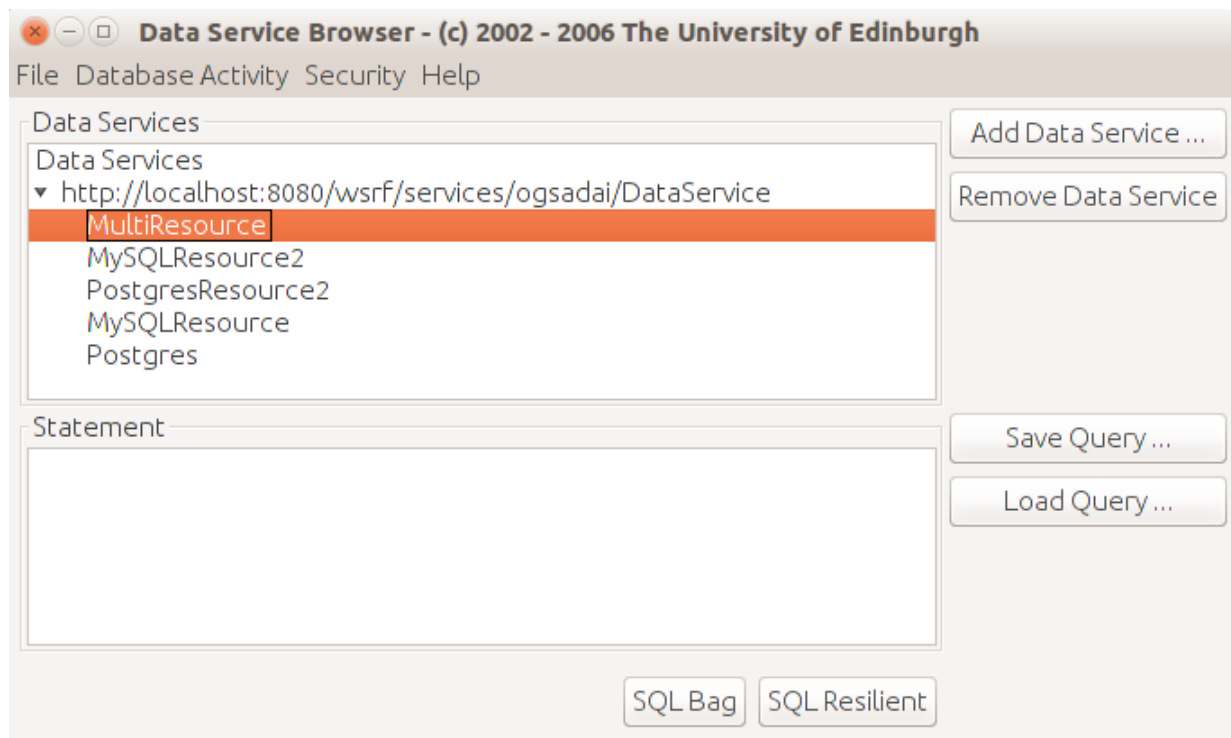 Data Service Browser - (c) 2002 - 2006 The University of Edinburgh
File Database Activity Security Help
Data Services
Add Data Service ...
Data Services
http://localhost:8080/wsrf/services/ogsadai/DataService
Remove Data Service
MultiResource
MySQLResource2
PostgresResource2
MySQLResource
Postgres
Statement
Save Query ...
Load Query ...
SQL Bag
SQL Resilient